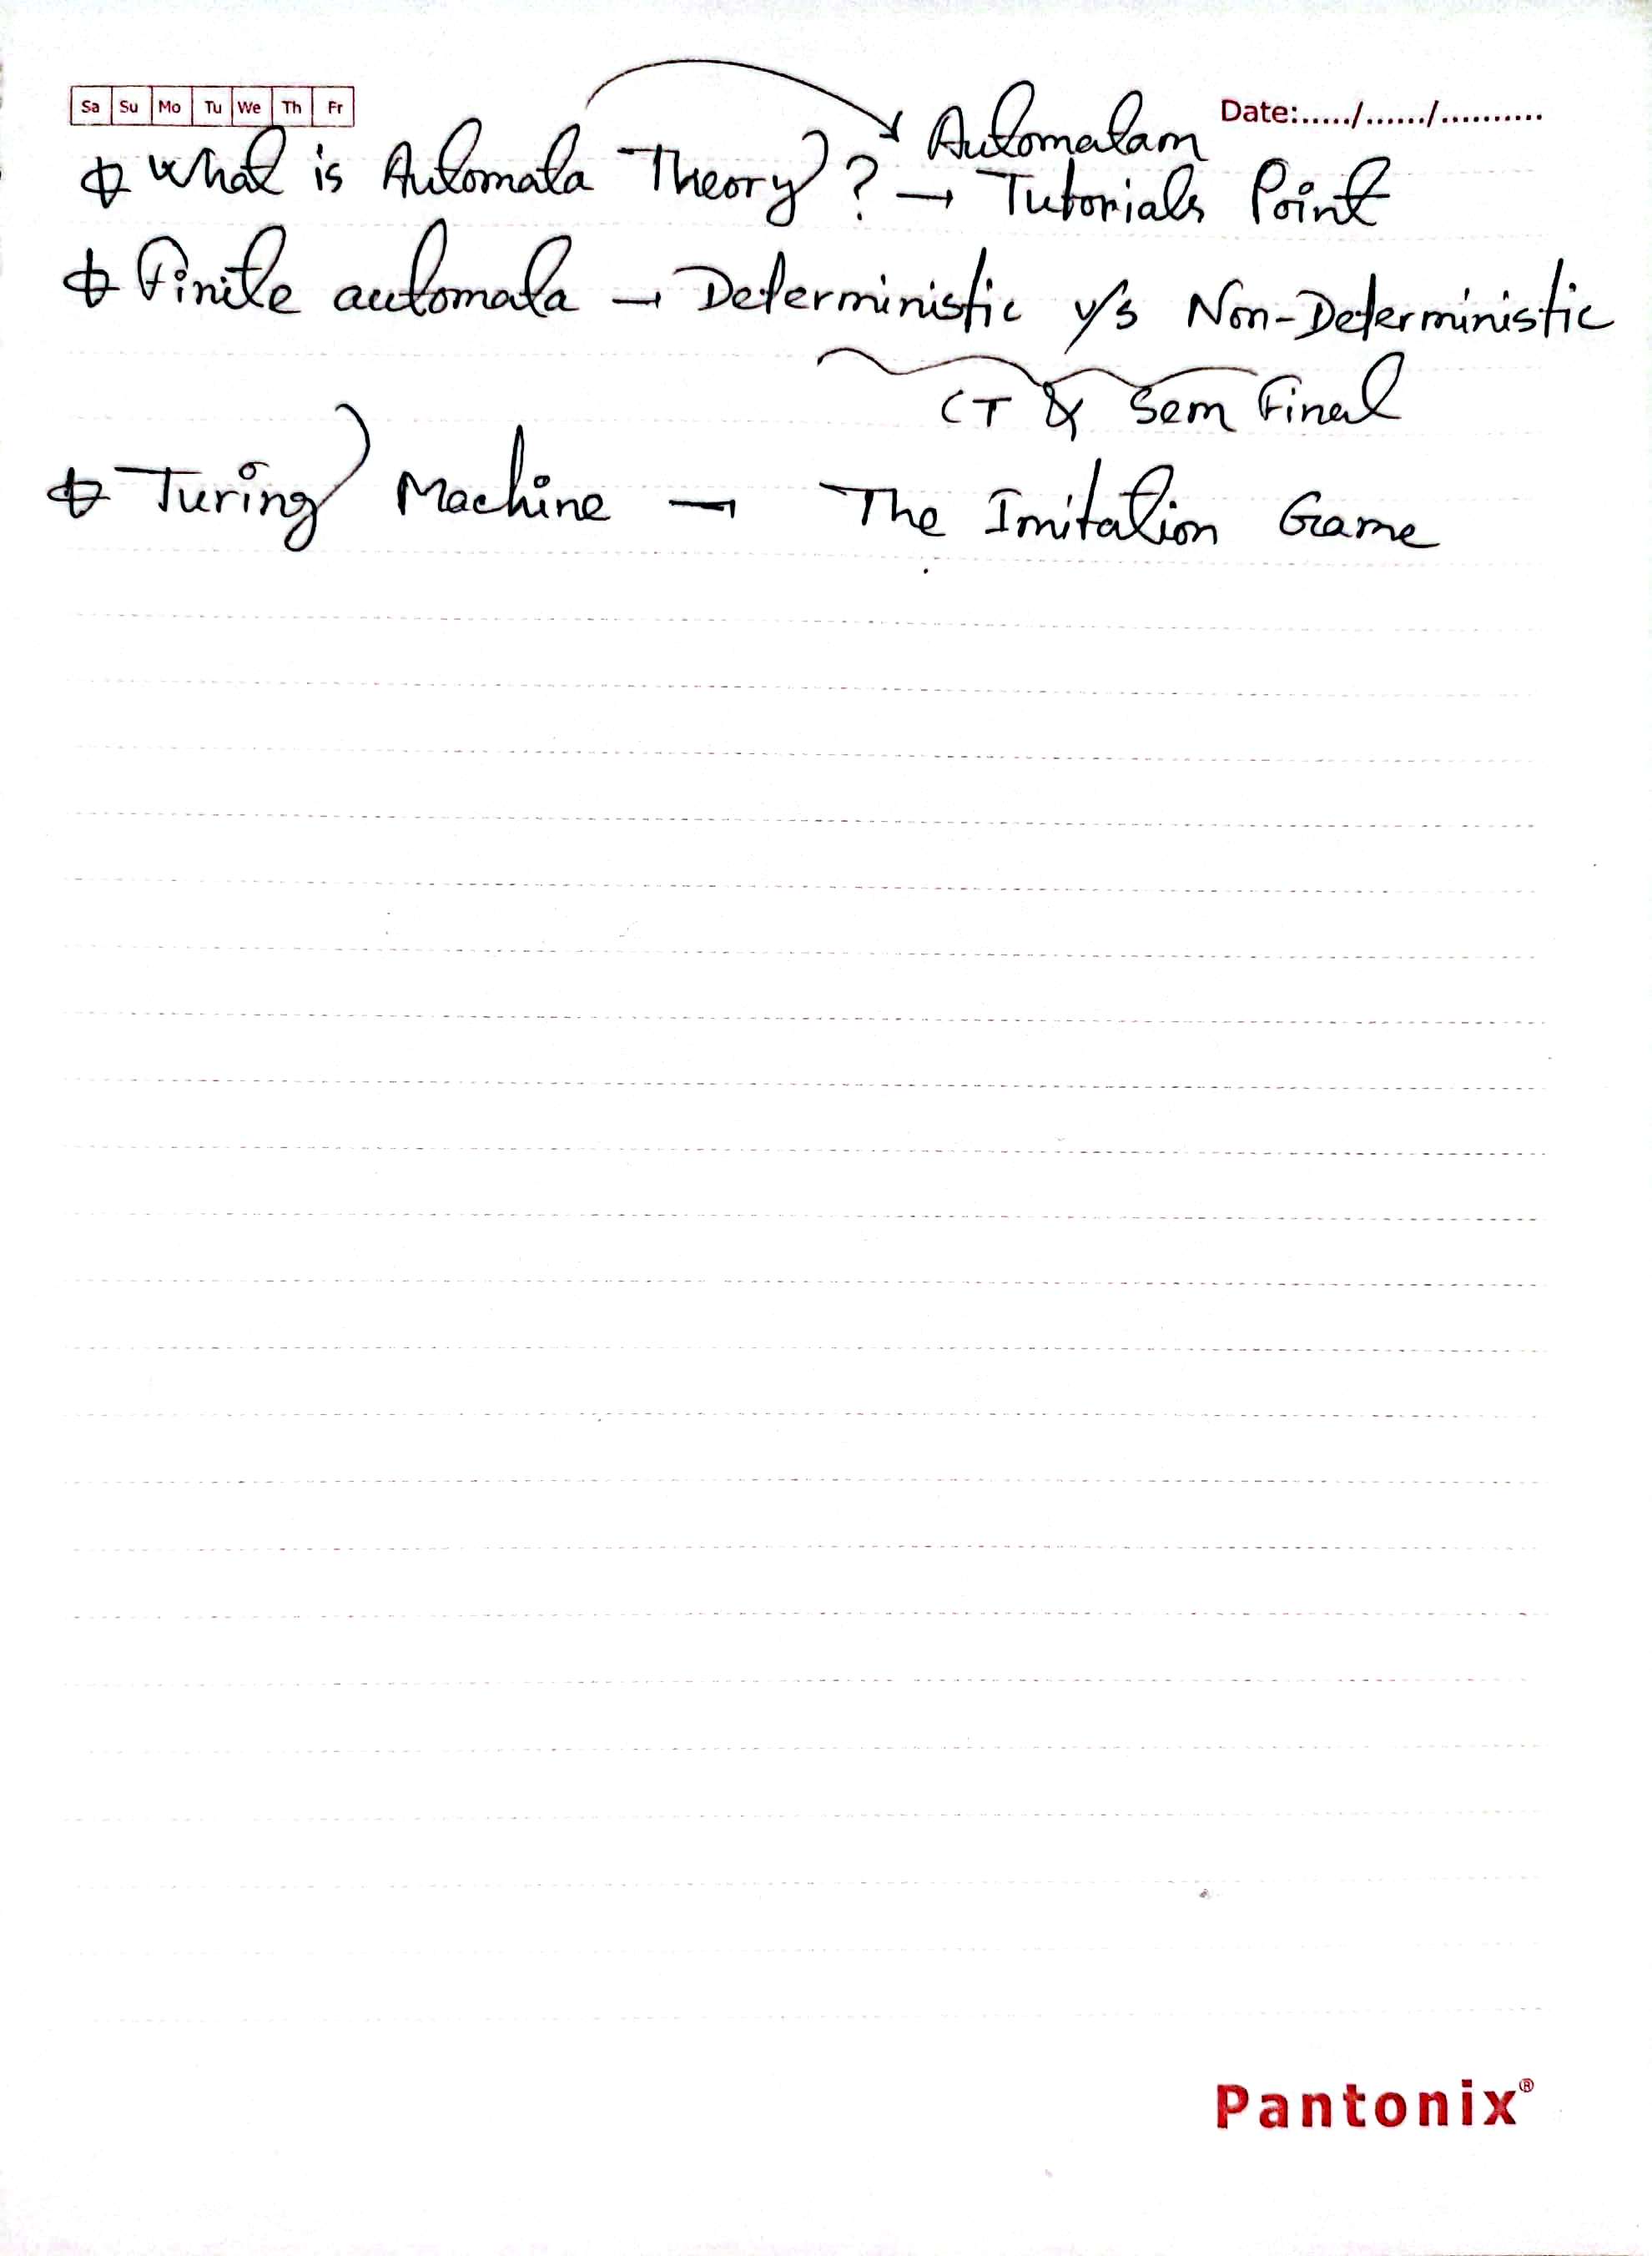 Sa Su Mo Tu We Th Fr
Date:...../....../..........
Automatam
What is Automata Theory? → Tutorials Point
Finite automata → Deterministic v/s Non-Deterministic
CT & Sem Final
Turing Machine → The Imitation Game
Pantonix®